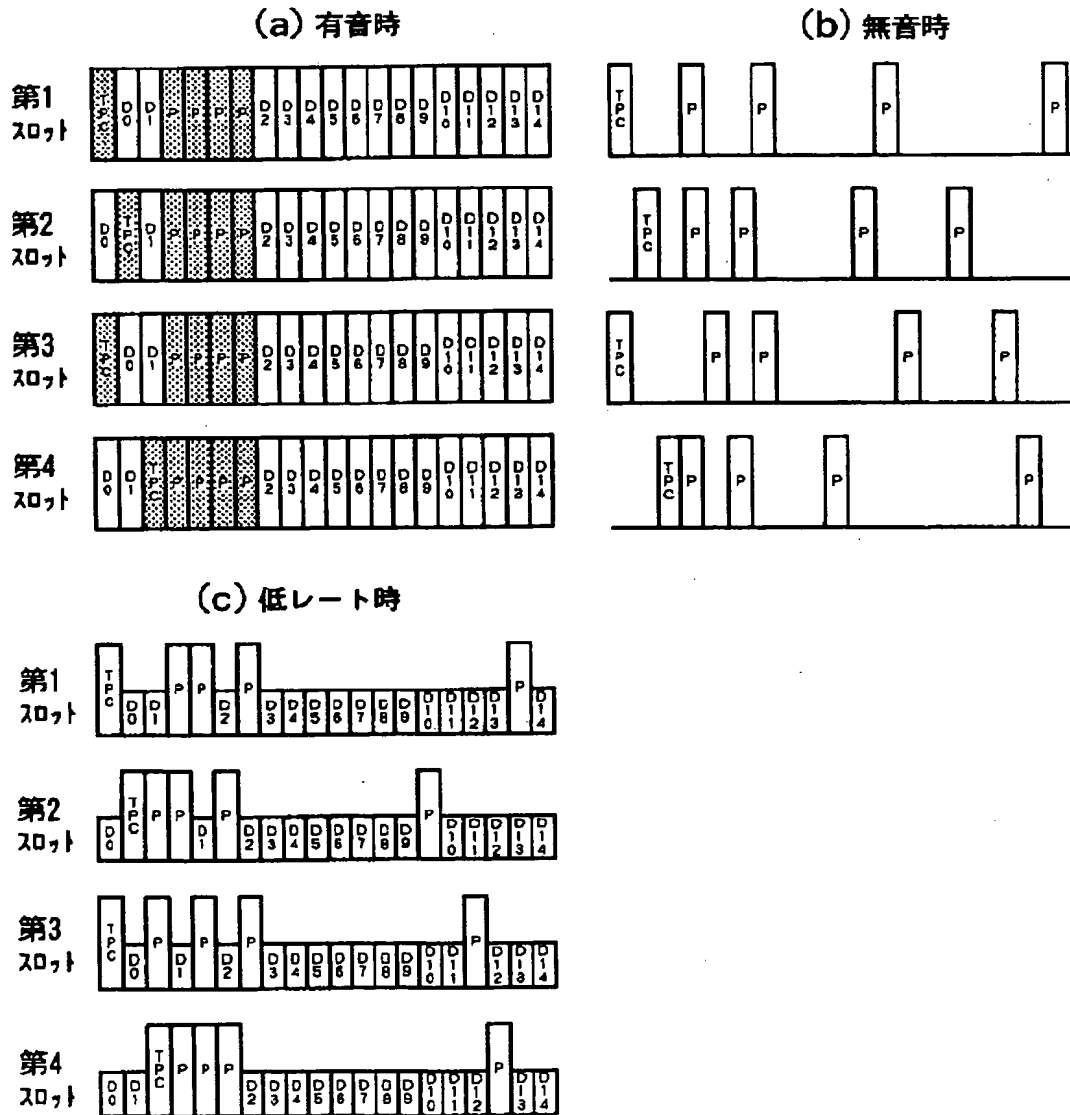 (a) 有音時
第1
スロット
TPC D0 D1 P P P P D2 D3 D4 D5 D6 D7 D8 D9 D10 D11 D12 D13 D14
第2
スロット
D0 TPC D1 P P P P D2 D3 D4 D5 D6 D7 D8 D9 D10 D11 D12 D13 D14
第3
スロット
TPC D0 D1 P P P P D2 D3 D4 D5 D6 D7 D8 D9 D10 D11 D12 D13 D14
第4
スロット
D0 D1 TPC P P P P D2 D3 D4 D5 D6 D7 D8 D9 D10 D11 D12 D13 D14
(b) 無音時
TPC P P P P
TPC P P P P
TPC P P P P
TPC P P P P
(c) 低レート時
第1
スロット
TPC D0 D1 P P D2 P D3 D4 D5 D6 D7 D8 D9 D10 D11 D12 D13 P D14
第2
スロット
D0 TPC P P D1 P D2 D3 D4 D5 D6 D7 D8 D9 P D10 D11 D12 D13 D14
第3
スロット
TPC D0 P D1 P D2 P D3 D4 D5 D6 D7 D8 D9 D10 D11 P D12 D13 D14
第4
スロット
D0 D1 TPC P P P D2 D3 D4 D5 D6 D7 D8 D9 D10 D11 D12 P D13 D14